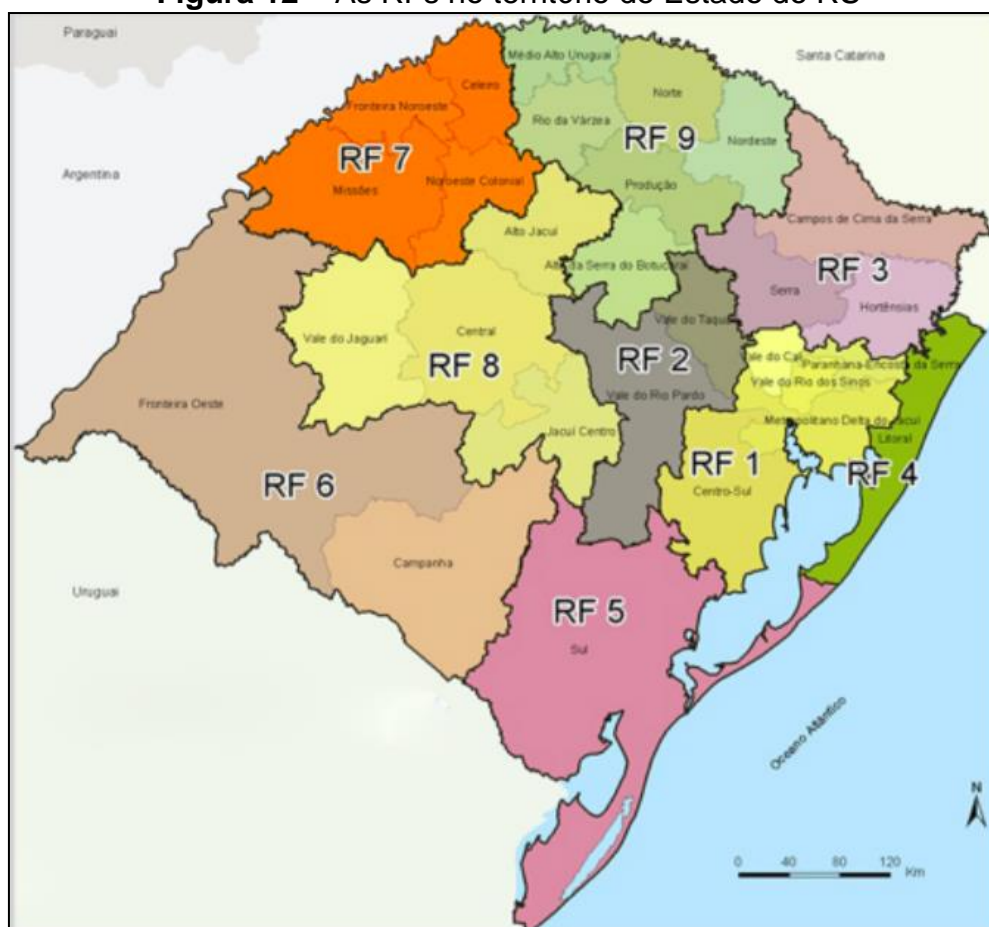 Figura 12 – As RFs no território do Estado do RS
Paraguai
Médio Alto Uruguai
Santa Catarina
Celeiro
Norte
Fronteira Noroeste
Rio da Várzea
RF 9
Nordeste
RF 7
Argentina
Missões
Noroeste Colonial
Produção
Campos de Cima da Serra
Alto Jacuí
Alto da Serra do Botucaraí
RF 3
Serra
Hortênsias
Vale do Taqua
Vale do Jaguari
Central
RF 8
RF 2
Vale do Caí
Paranhana-Encosta da Serra
Vale do Rio dos Sinos
Vale do Rio Pardo
Fronteira Oeste
Jacuí Centro
Metropolitano Delta do Jacuí
Litoral
RF 1
RF 4
RF 6
Centro-Sul
Campanha
Uruguai
RF 5
Sul
Oceano Atlântico
N
0 40 80 120
Km